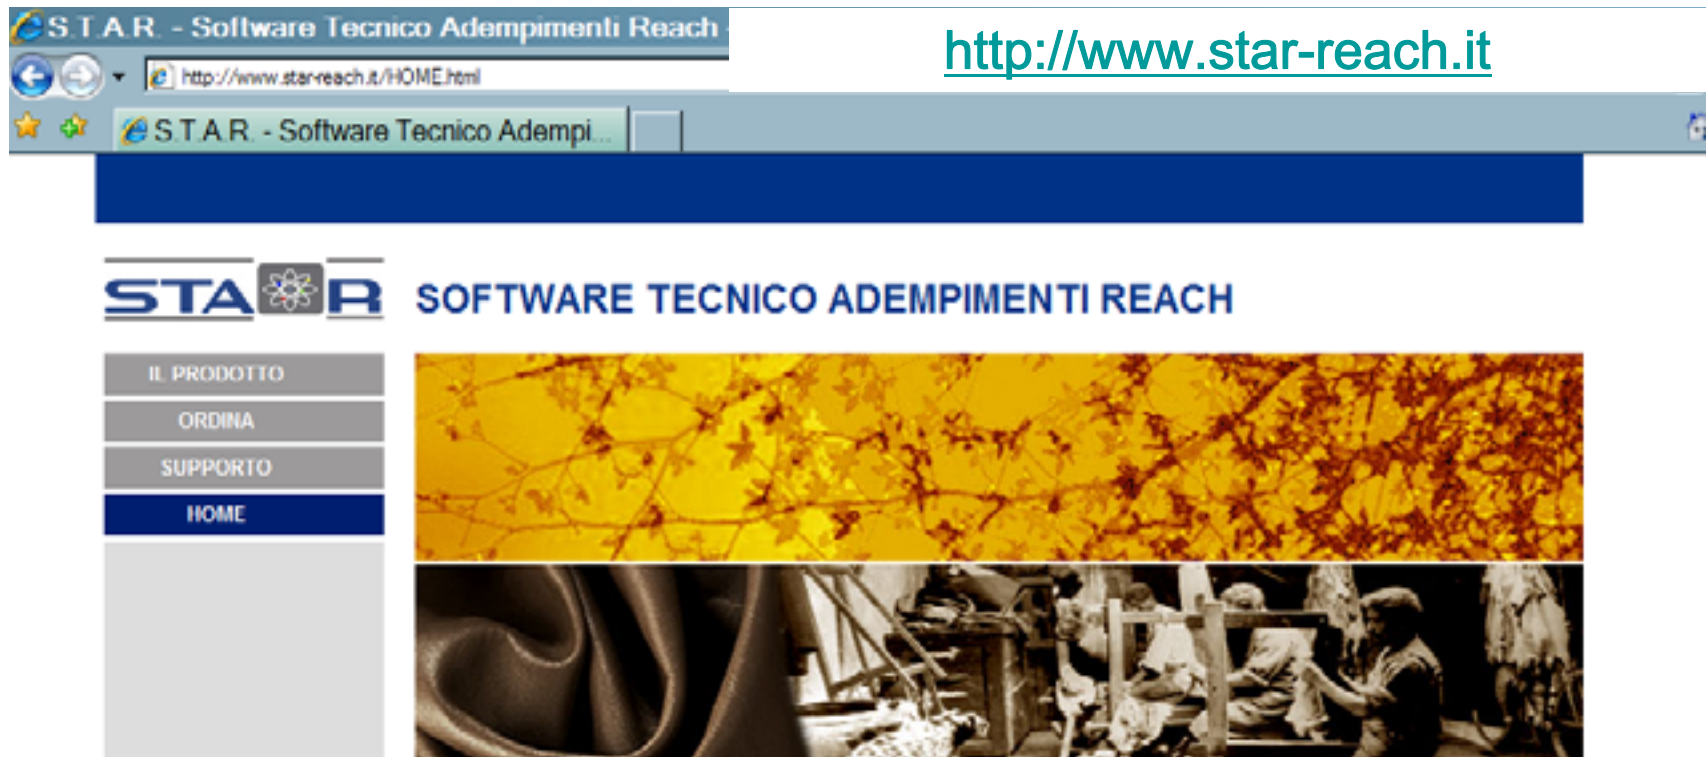 S.T.A.R. - Software Tecnico Adempimenti Reach -
http://www.star-reach.it
http://www.star-reach.it/HOME.html
S.T.A.R. - Software Tecnico Adempi...
STAR
SOFTWARE TECNICO ADEMPIMENTI REACH
IL PRODOTTO
ORDINA
SUPPORTO
HOME